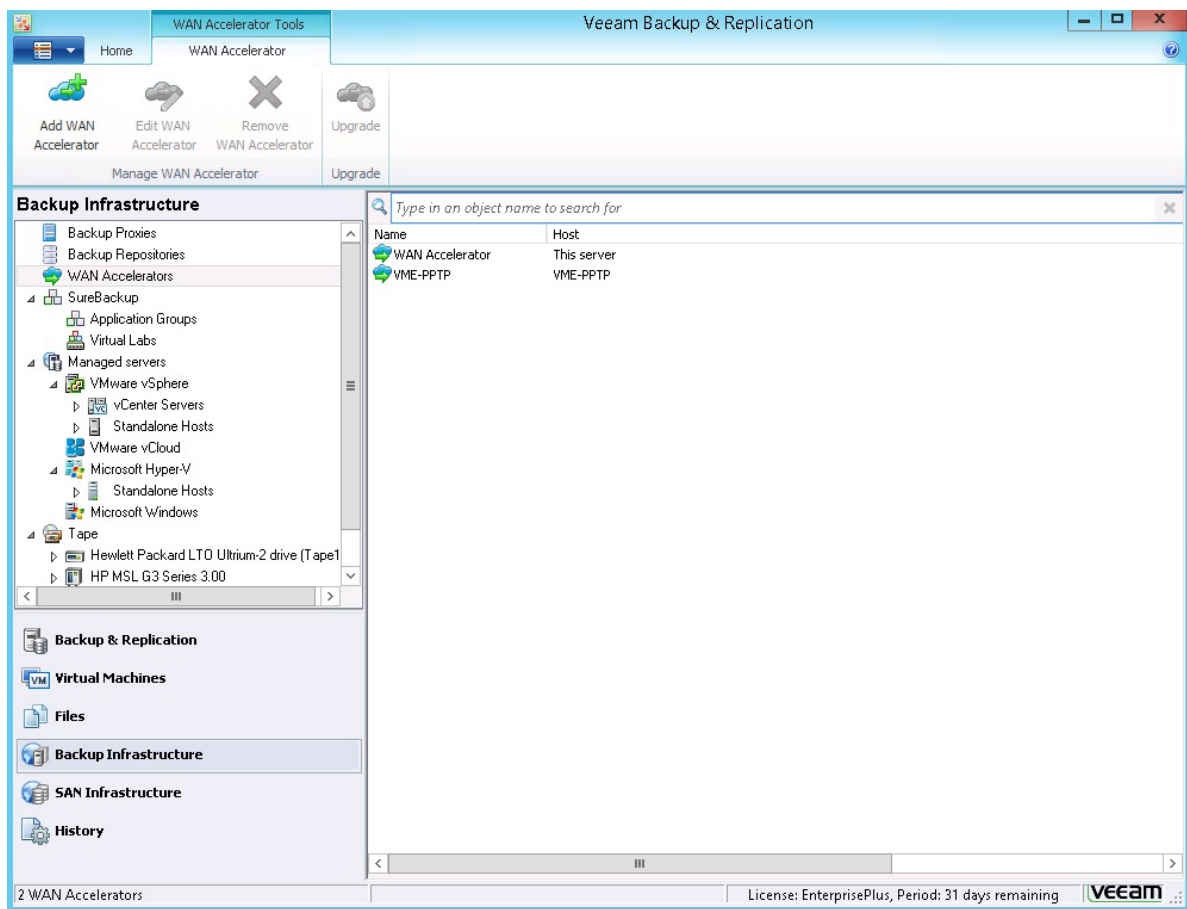 WAN Accelerator Tools
Veeam Backup & Replication
Home
WAN Accelerator
Add WAN Accelerator
Edit WAN Accelerator
Remove WAN Accelerator
Upgrade
Manage WAN Accelerator
Upgrade
Backup Infrastructure
Backup Proxies
Backup Repositories
WAN Accelerators
SureBackup
Application Groups
Virtual Labs
Managed servers
VMware vSphere
vCenter Servers
Standalone Hosts
VMware vCloud
Microsoft Hyper-V
Standalone Hosts
Microsoft Windows
Tape
Hewlett Packard LTO Ultrium-2 drive (Tape1
HP MSL G3 Series 3.00
Backup & Replication
VM Virtual Machines
Files
Backup Infrastructure
SAN Infrastructure
History
Type in an object name to search for
Name Host
WAN Accelerator This server
VME-PPTP VME-PPTP
2 WAN Accelerators
License: EnterprisePlus, Period: 31 days remaining
veeam